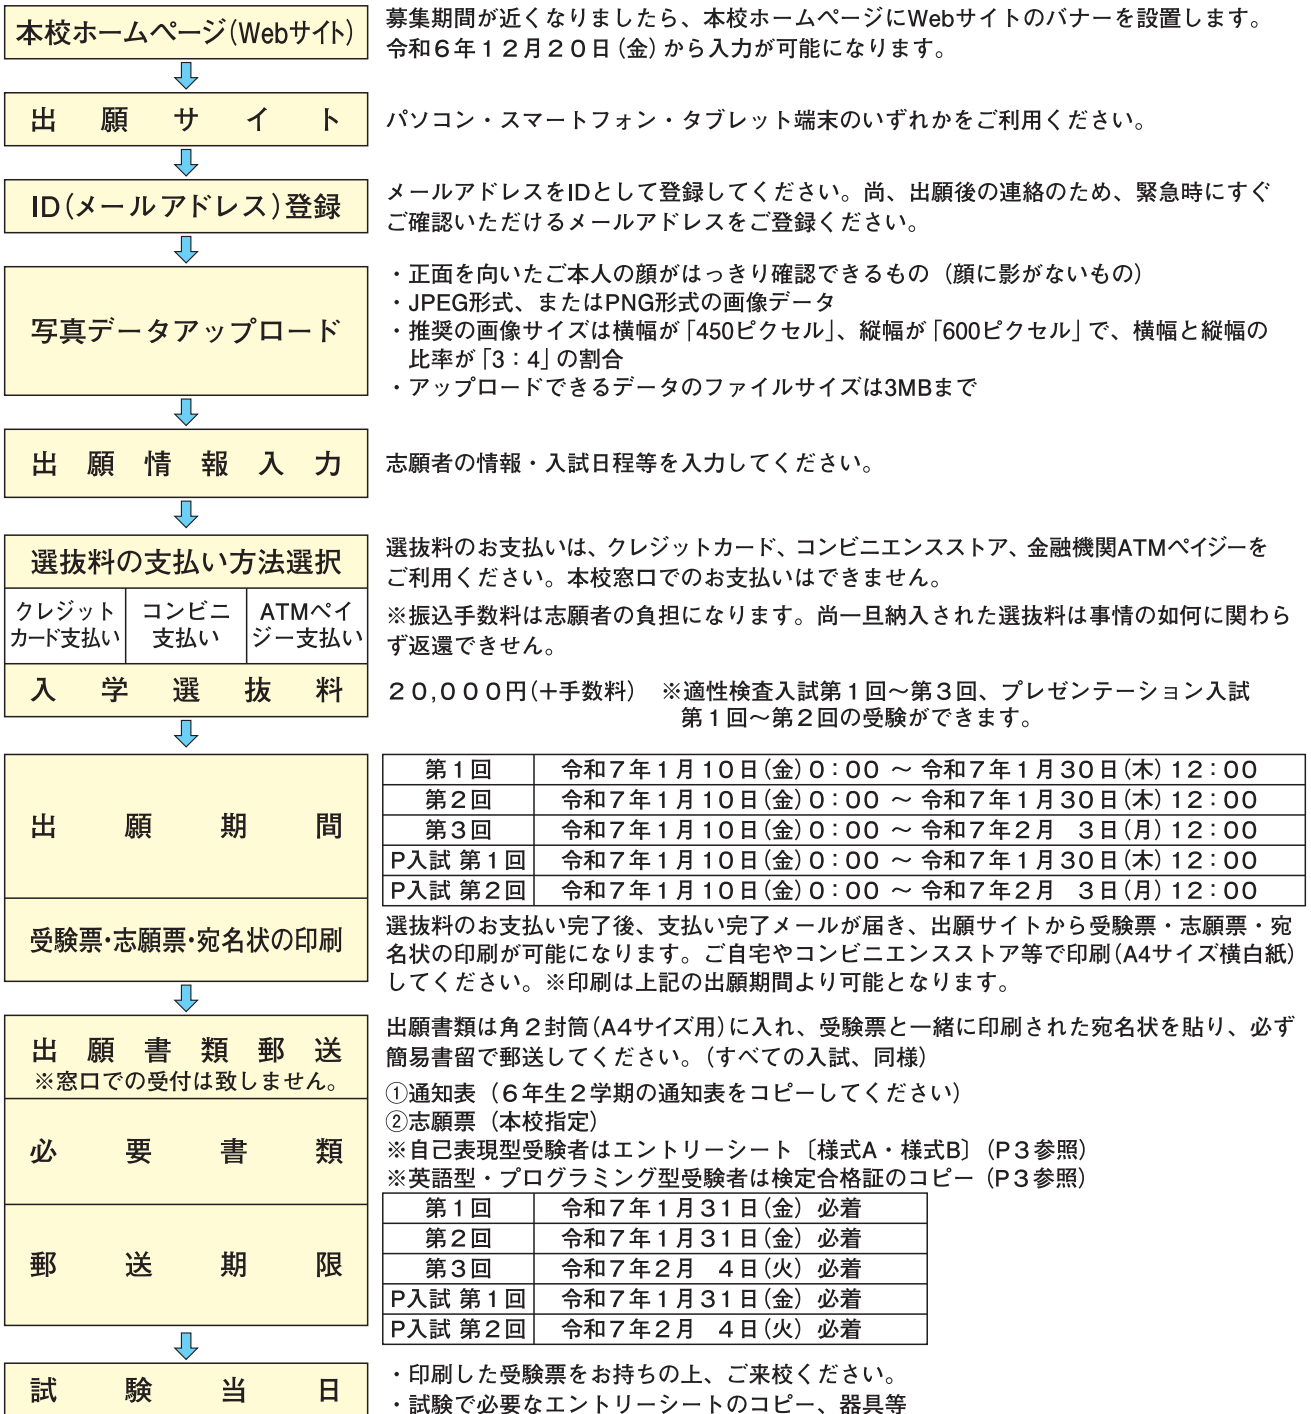 本校ホームページ(Webサイト)
募集期間が近くなりましたら、本校ホームページにWebサイトのバナーを設置します。
令和６年１２月２０日(金)から入力が可能になります。
出願サイト
パソコン・スマートフォン・タブレット端末のいずれかをご利用ください。
ID(メールアドレス)登録
メールアドレスをIDとして登録してください。尚、出願後の連絡のため、緊急時にすぐ
ご確認いただけるメールアドレスをご登録ください。
写真データアップロード
・正面を向いたご本人の顔がはっきり確認できるもの（顔に影がないもの）
・JPEG形式、またはPNG形式の画像データ
・推奨の画像サイズは横幅が「450ピクセル」、縦幅が「600ピクセル」で、横幅と縦幅の
比率が「3：4」の割合
・アップロードできるデータのファイルサイズは3MBまで
出願情報入力
志願者の情報・入試日程等を入力してください。
選抜料の支払い方法選択
選抜料のお支払いは、クレジットカード、コンビニエンスストア、金融機関ATMペイジーを
ご利用ください。本校窓口でのお支払いはできません。
クレジット
カード支払い
コンビニ
支払い
ATMペイ
ジー支払い
※振込手数料は志願者の負担になります。尚一旦納入された選抜料は事情の如何に関わら
ず返還できせん。
入学選抜料
２０,０００円(＋手数料)　※適性検査入試第１回～第３回、プレゼンテーション入試
第１回～第２回の受験ができます。
出願期間
第１回　令和７年１月１０日(金)０：００ ～ 令和７年１月３０日(木)１２：００
第２回　令和７年１月１０日(金)０：００ ～ 令和７年１月３０日(木)１２：００
第３回　令和７年１月１０日(金)０：００ ～ 令和７年２月　３日(月)１２：００
P入試 第１回　令和７年１月１０日(金)０：００ ～ 令和７年１月３０日(木)１２：００
P入試 第２回　令和７年１月１０日(金)０：００ ～ 令和７年２月　３日(月)１２：００
受験票・志願票・宛名状の印刷
選抜料のお支払い完了後、支払い完了メールが届き、出願サイトから受験票・志願票・宛
名状の印刷が可能になります。ご自宅やコンビニエンスストア等で印刷(A4サイズ横白紙)
してください。※印刷は上記の出願期間より可能となります。
出願書類郵送
※窓口での受付は致しません。
出願書類は角２封筒(A4サイズ用)に入れ、受験票と一緒に印刷された宛名状を貼り、必ず
簡易書留で郵送してください。(すべての入試、同様)
必要書類
①通知表（６年生２学期の通知表をコピーしてください）
②志願票（本校指定）
※自己表現型受験者はエントリーシート〔様式A・様式B〕(P３参照)
※英語型・プログラミング型受験者は検定合格証のコピー(P３参照)
郵送期限
第１回　令和７年１月３１日(金) 必着
第２回　令和７年１月３１日(金) 必着
第３回　令和７年２月　４日(火) 必着
P入試 第１回　令和７年１月３１日(金) 必着
P入試 第２回　令和７年２月　４日(火) 必着
試験当日
・印刷した受験票をお持ちの上、ご来校ください。
・試験で必要なエントリーシートのコピー、器具等